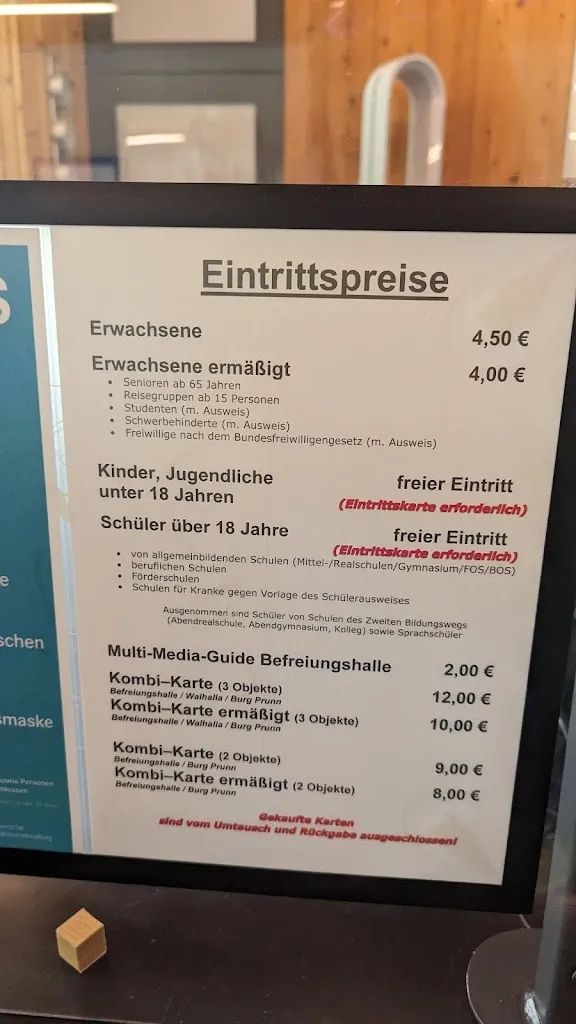 S
e
schen
smaske
sowie Personen
Eintrittspreise
Erwachsene 4,50 €
Erwachsene ermäßigt 4,00 €
• Senioren ab 65 Jahren
• Reisegruppen ab 15 Personen
• Studenten (m. Ausweis)
• Schwerbehinderte (m. Ausweis)
• Freiwillige nach dem Bundesfreiwilligengesetz (m. Ausweis)
Kinder, Jugendliche freier Eintritt
unter 18 Jahren (Eintrittskarte erforderlich)
Schüler über 18 Jahre freier Eintritt
(Eintrittskarte erforderlich)
• von allgemeinbildenden Schulen (Mittel-/Realschulen/Gymnasium/FOS/BOS)
• beruflichen Schulen
• Förderschulen
• Schulen für Kranke gegen Vorlage des Schülerausweises
Ausgenommen sind Schüler von Schulen des Zweiten Bildungswegs
(Abendrealschule, Abendgymnasium, Kolleg) sowie Sprachschüler
Multi-Media-Guide Befreiungshalle 2,00 €
Kombi–Karte (3 Objekte) 12,00 €
Befreiungshalle / Walhalla / Burg Prunn
Kombi–Karte ermäßigt (3 Objekte) 10,00 €
Befreiungshalle / Walhalla / Burg Prunn
Kombi–Karte (2 Objekte) 9,00 €
Befreiungshalle / Burg Prunn
Kombi–Karte ermäßigt (2 Objekte) 8,00 €
Befreiungshalle / Burg Prunn
Gekaufte Karten
sind vom Umtausch und Rückgabe ausgeschlossen!